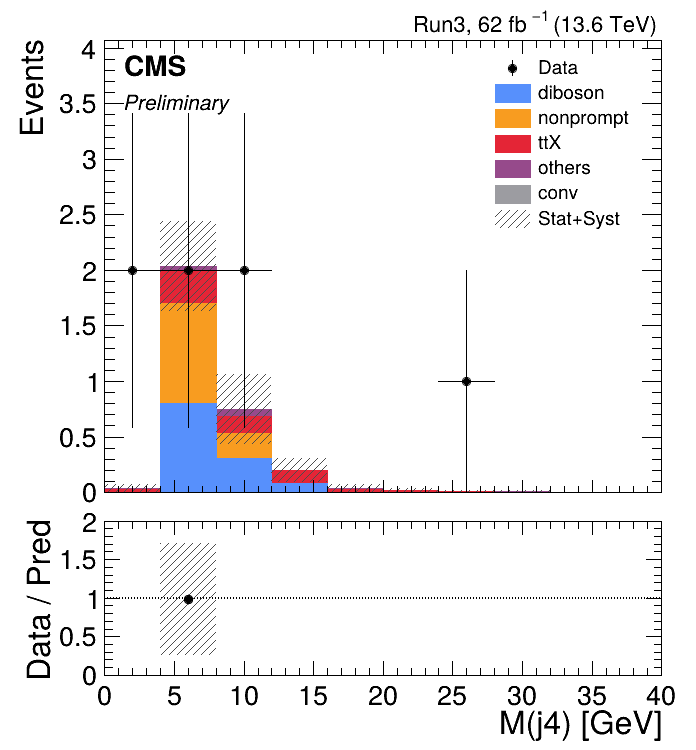 Run3, 62 fb⁻¹ (13.6 TeV)
Events
CMS
Preliminary
4
3.5
3
2.5
2
1.5
1
0.5
0
Data
diboson
nonprompt
ttX
others
conv
Stat+Syst
Data / Pred
2
1.5
1
0.5
0
0 5 10 15 20 25 30 35 40
M(j4) [GeV]